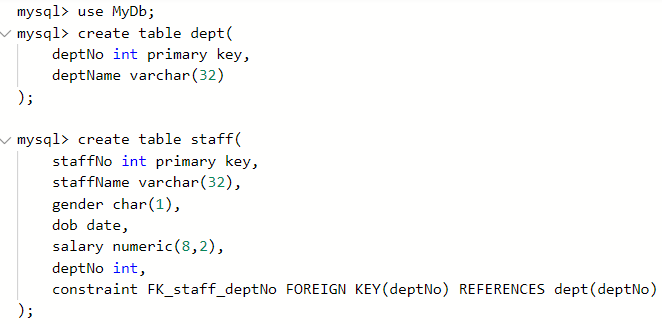 mysql> use MyDb;
mysql> create table dept(
deptNo int primary key,
deptName varchar(32)
);
mysql> create table staff(
staffNo int primary key,
staffName varchar(32),
gender char(1),
dob date,
salary numeric(8,2),
deptNo int,
constraint FK_staff_deptNo FOREIGN KEY(deptNo) REFERENCES dept(deptNo)
);